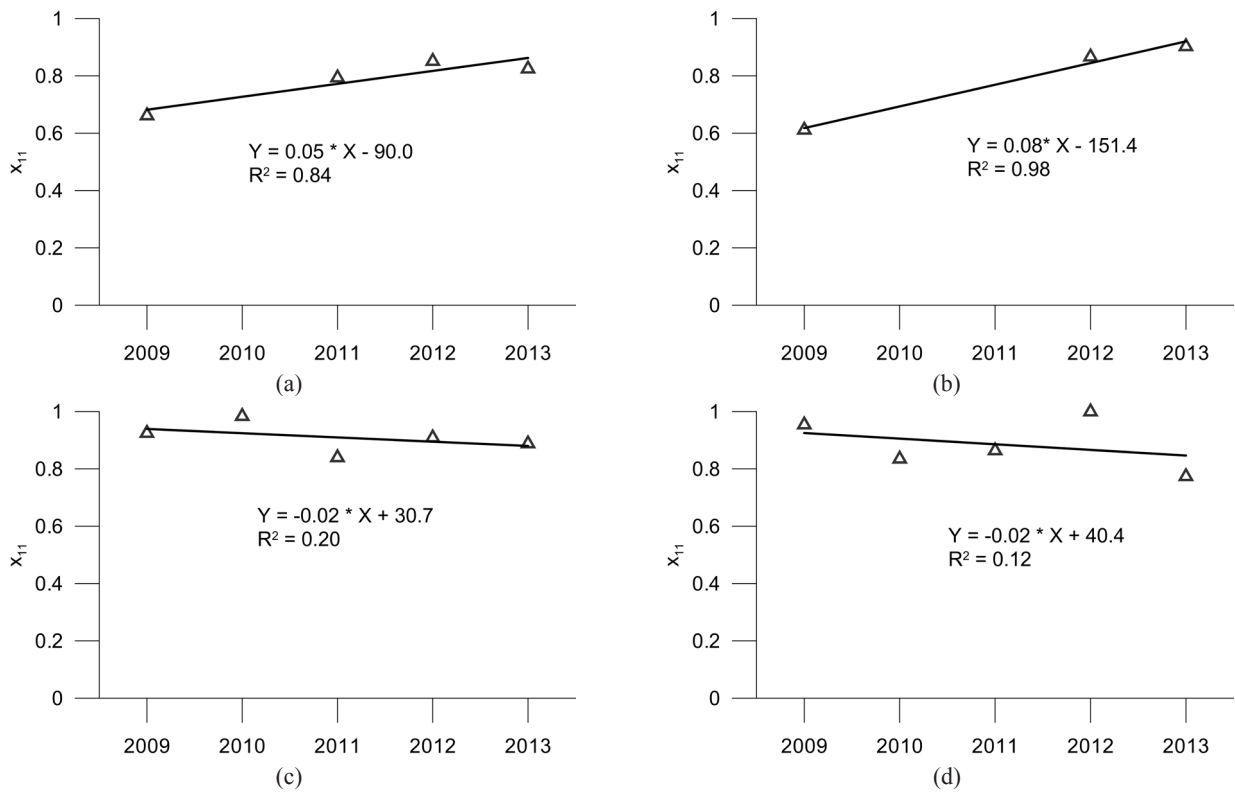 1
0.8
0.6
0.4
0.2
0
x₁₁
Y = 0.05 * X - 90.0
R² = 0.84
2009 2010 2011 2012 2013
(a)
1
0.8
0.6
0.4
0.2
0
x₁₁
Y = 0.08* X - 151.4
R² = 0.98
2009 2010 2011 2012 2013
(b)
1
0.8
0.6
0.4
0.2
0
x₁₁
Y = -0.02 * X + 30.7
R² = 0.20
2009 2010 2011 2012 2013
(c)
1
0.8
0.6
0.4
0.2
0
x₁₁
Y = -0.02 * X + 40.4
R² = 0.12
2009 2010 2011 2012 2013
(d)